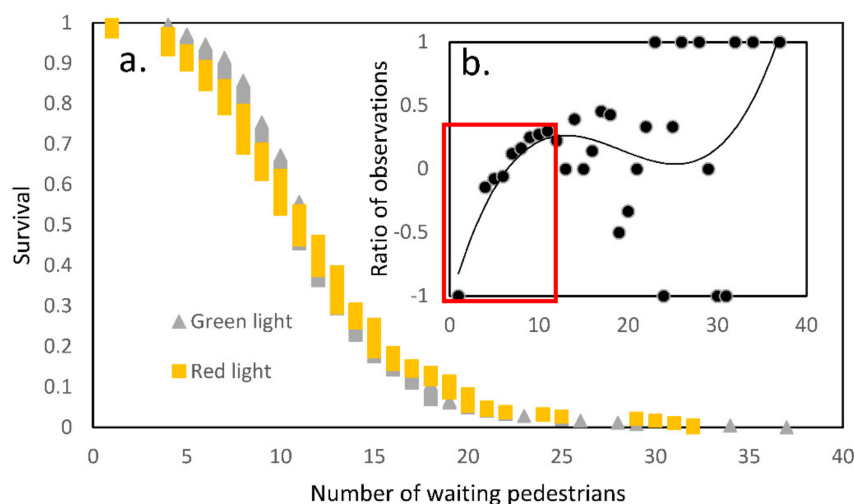 a.
Survival
1
0.9
0.8
0.7
0.6
0.5
0.4
0.3
0.2
0.1
0
0 5 10 15 20 25 30 35 40
Number of waiting pedestrians
Green light
Red light
b.
Ratio of observations
1
0.5
0
-0.5
-1
0 10 20 30 40